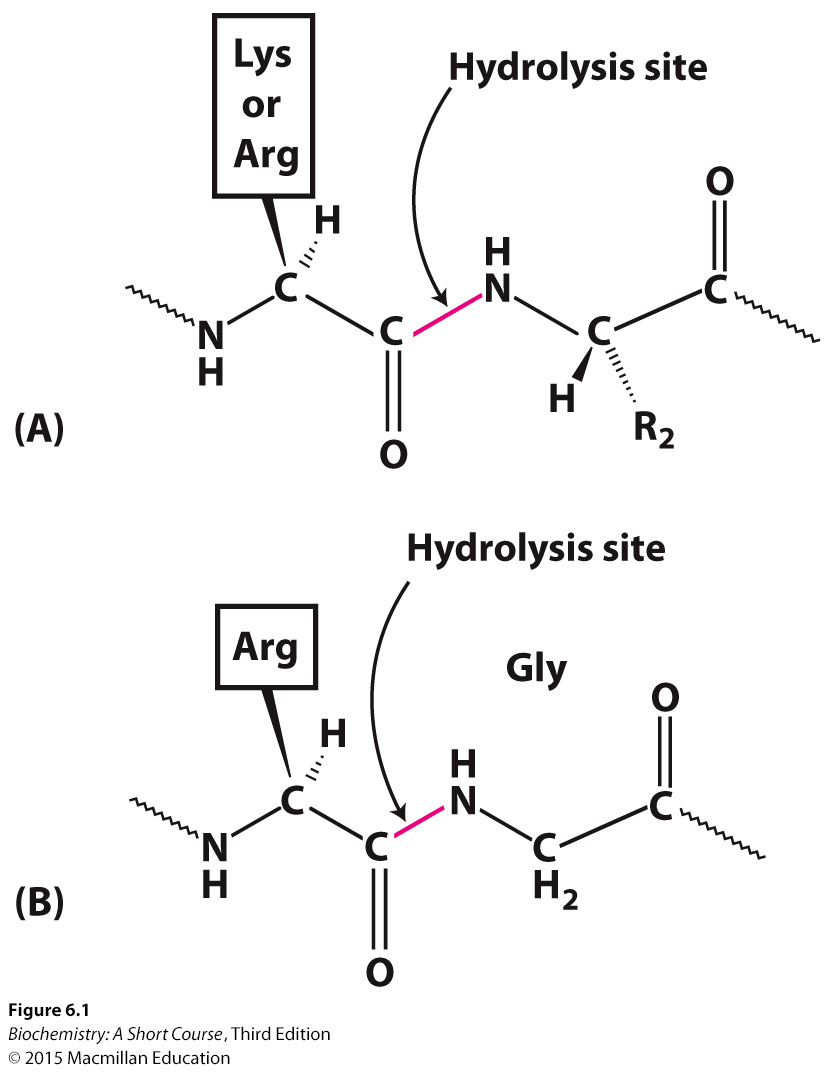 Lys
or
Arg
Hydrolysis site
H
O
H
N
C
C
N
H
C
C
H
R2
O
(A)
Hydrolysis site
Arg
Gly
H
O
H
N
C
C
N
H
C
C
H2
O
(B)
Figure 6.1
Biochemistry: A Short Course, Third Edition
© 2015 Macmillan Education